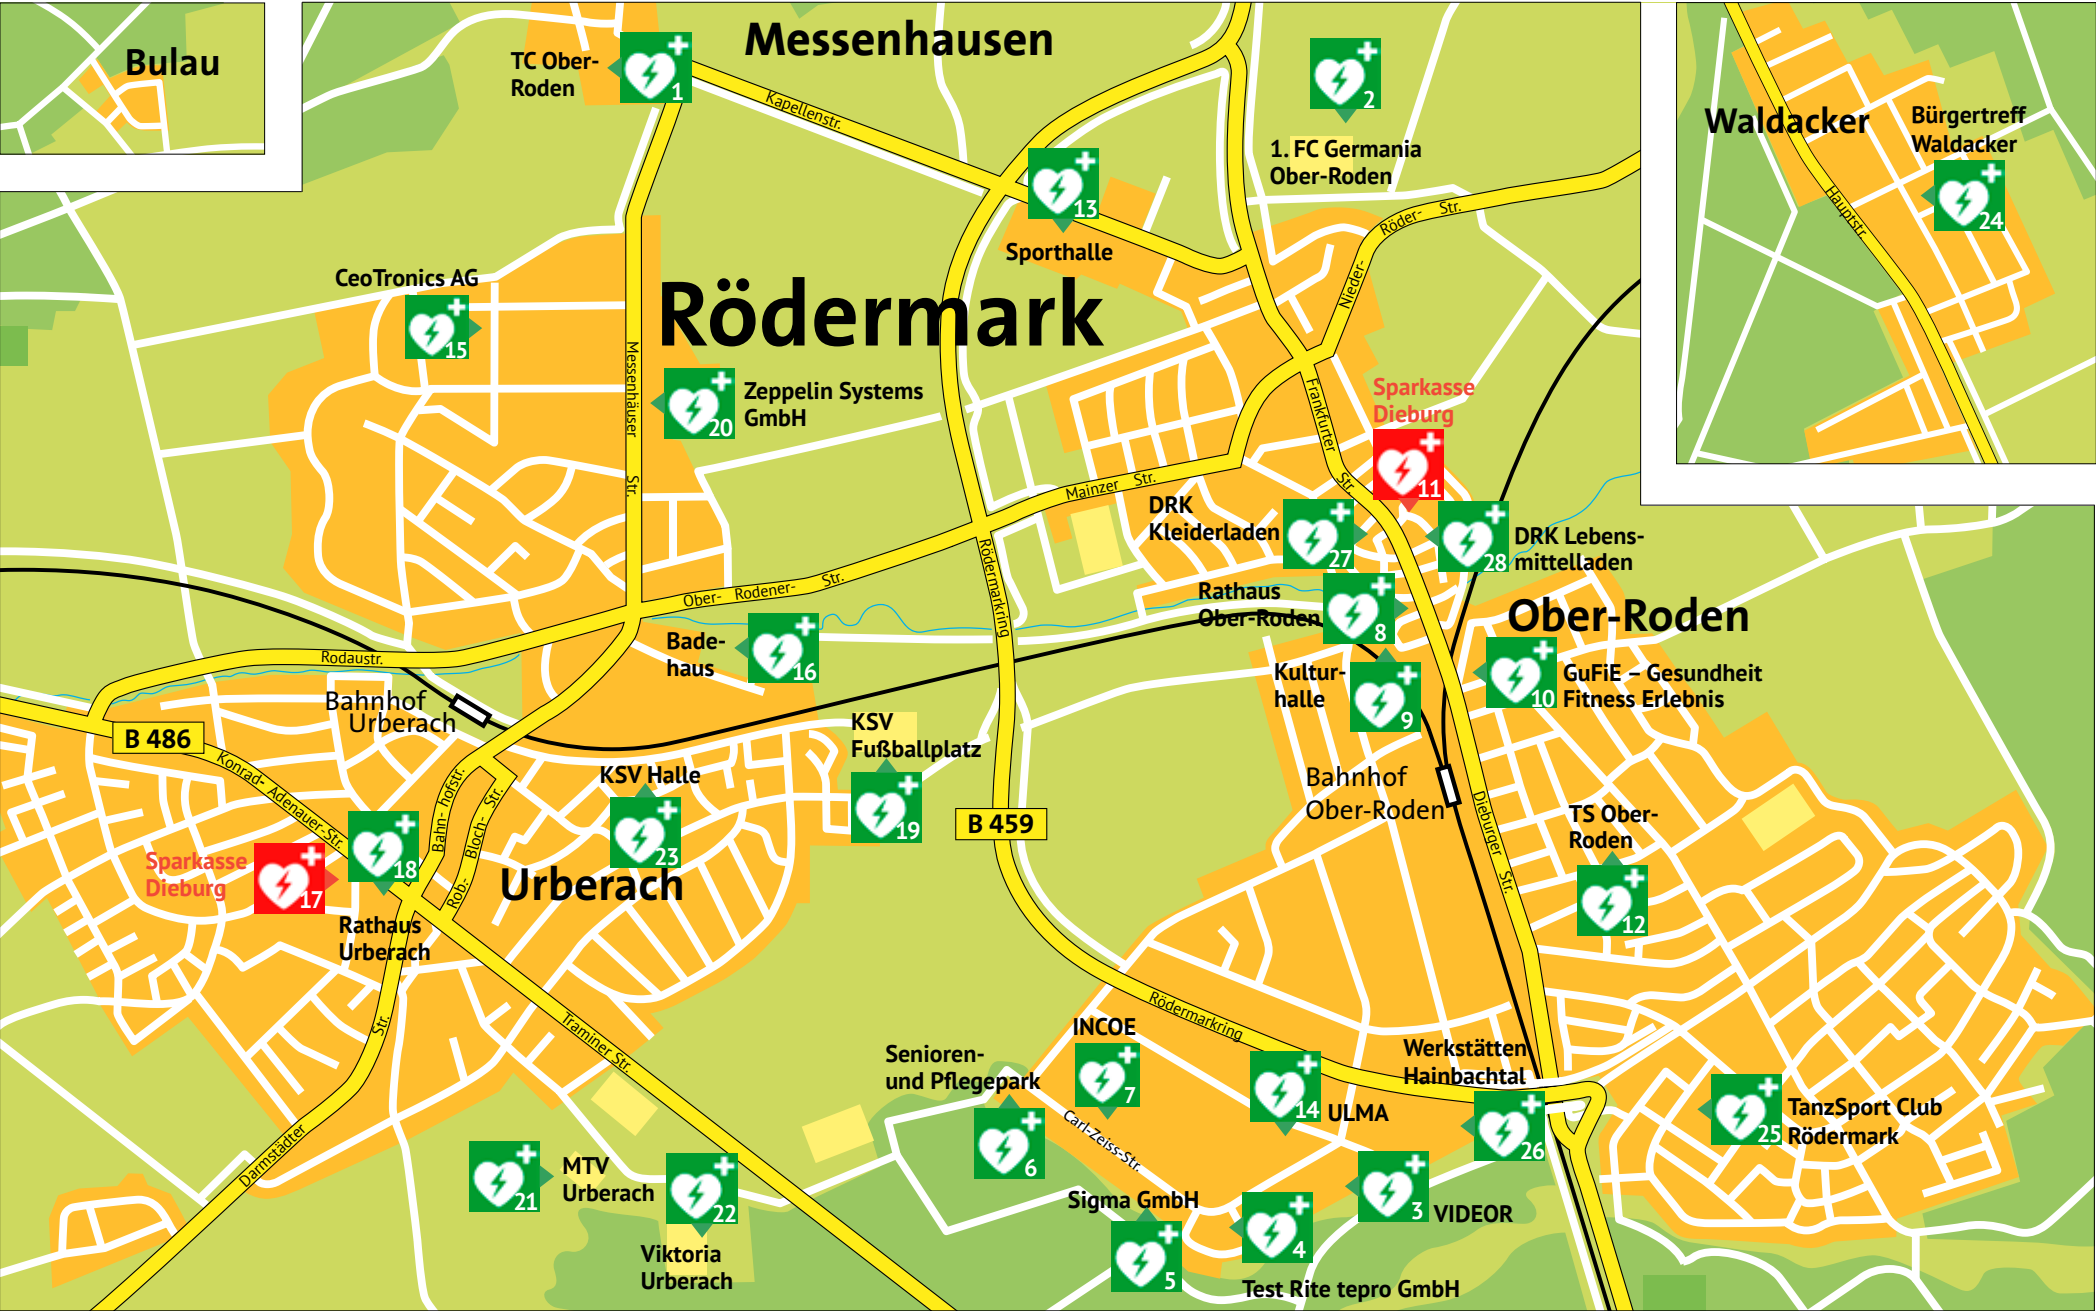 Bulau
Messenhausen
TC Ober-
Roden
1
Kapellenstr.
2
1. FC Germania
Ober-Roden
13
Sporthalle
Waldacker
Bürgertreff
Waldacker
24
Hauptstr.
Nieder-
Röder- Str.
CeoTronics AG
15
Rödermark
Messenhäuser Str.
20
Zeppelin Systems
GmbH
Frankfurter Str.
Sparkasse
Dieburg
11
Mainzer Str.
DRK
Kleiderladen
27
28
DRK Lebens-
mittelladen
Rödermarkring
Ober- Rodener- Str.
Rathaus
Ober-Roden
8
Ober-Roden
Bade-
haus
16
Rodaustr.
Bahnhof
Urberach
Kultur-
halle
9
10
GuFiE – Gesundheit
Fitness Erlebnis
B 486
KSV
Fußballplatz
19
Konrad- Adenauer-Str.
Bahn- hofstr.
Rob.- Bloch- Str.
KSV Halle
23
B 459
Bahnhof
Ober-Roden
Dieburger Str.
TS Ober-
Roden
12
Sparkasse
Dieburg
17
18
Rathaus
Urberach
Urberach
Darmstädter Str.
Traminer Str.
Rödermarkring
INCOE
7
Senioren-
und Pflegepark
6
Carl-Zeiss-Str.
14
ULMA
Werkstätten
Hainbachtal
26
25
TanzSport Club
Rödermark
21
MTV
Urberach
22
Viktoria
Urberach
Sigma GmbH
5
4
Test Rite tepro GmbH
3
VIDEOR